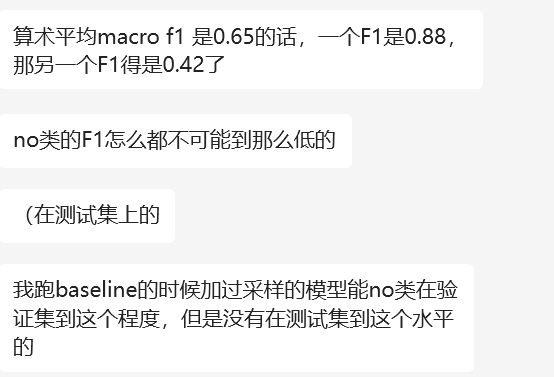 算术平均macro f1 是0.65的话，一个F1是0.88，
那另一个F1得是0.42了
no类的F1怎么都不可能到那么低的
（在测试集上的
我跑baseline的时候加过采样的模型能no类在验
证集到这个程度，但是没有在测试集到这个水平
的